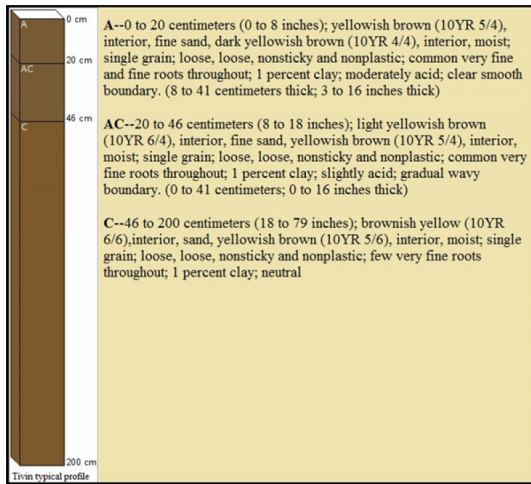 A
0 cm
20 cm
AC
46 cm
C
200 cm
Tivin typical profile
A--0 to 20 centimeters (0 to 8 inches); yellowish brown (10YR 5/4),
interior, fine sand, dark yellowish brown (10YR 4/4), interior, moist;
single grain; loose, loose, nonsticky and nonplastic; common very fine
and fine roots throughout; 1 percent clay; moderately acid; clear smooth
boundary. (8 to 41 centimeters thick; 3 to 16 inches thick)
AC--20 to 46 centimeters (8 to 18 inches); light yellowish brown
(10YR 6/4), interior, fine sand, yellowish brown (10YR 5/4), interior,
moist; single grain; loose, loose, nonsticky and nonplastic; common very
fine roots throughout; 1 percent clay; slightly acid; gradual wavy
boundary. (0 to 41 centimeters; 0 to 16 inches thick)
C--46 to 200 centimeters (18 to 79 inches); brownish yellow (10YR
6/6),interior, sand, yellowish brown (10YR 5/6), interior, moist; single
grain; loose, loose, nonsticky and nonplastic; few very fine roots
throughout; 1 percent clay; neutral